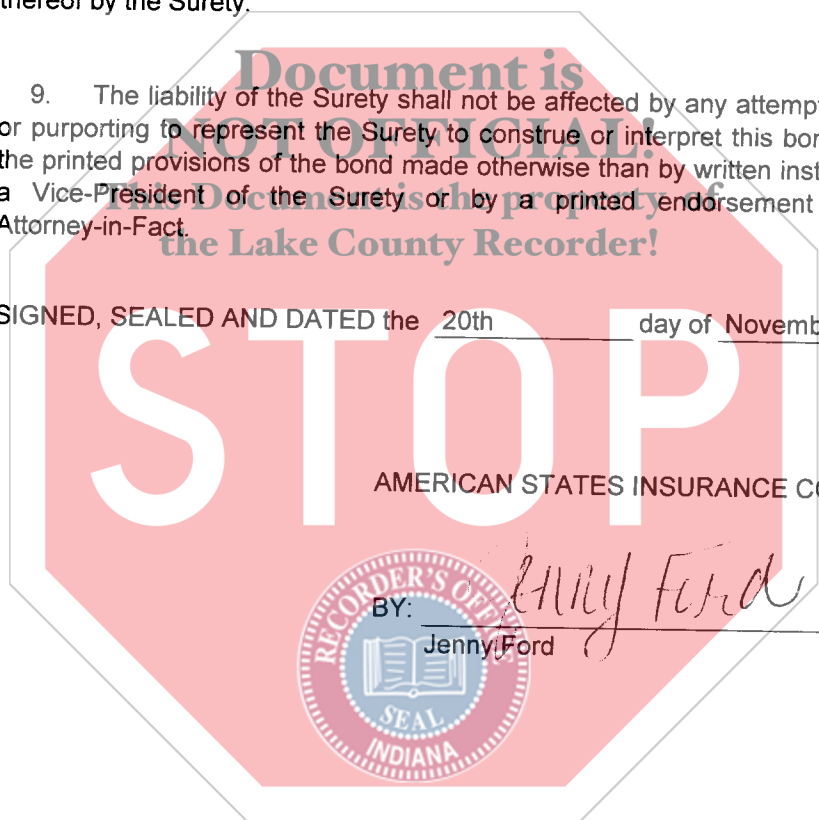 thereof by the Surety.
Document is
9. The liability of the Surety shall not be affected by any attempt
or purporting to represent the Surety to construe or interpret this bon
NOT OFFICIAL!
the printed provisions of the bond made otherwise than by written inst
a Vice-President of the Surety or by a printed endorsement
This Document is the property of
Attorney-in-Fact.
the Lake County Recorder!
SIGNED, SEALED AND DATED the 20th day of Novemb
STOP
AMERICAN STATES INSURANCE CO
Jenny Ford
BY:
Jenny Ford
RECORDER'S OFFICE
SEAL
INDIANA